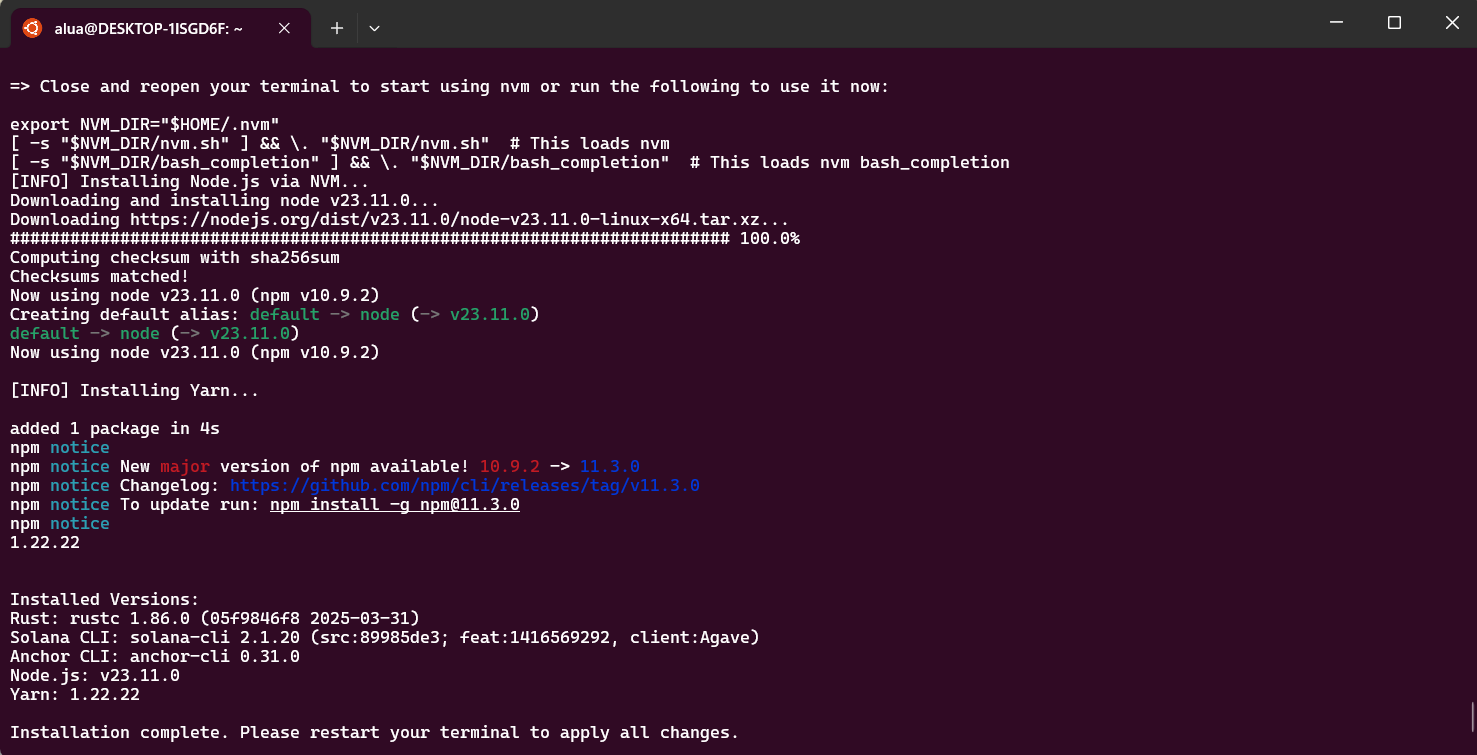 alua@DESKTOP-1ISGD6F: ~
=> Close and reopen your terminal to start using nvm or run the following to use it now:
export NVM_DIR="$HOME/.nvm"
[ -s "$NVM_DIR/nvm.sh" ] && \. "$NVM_DIR/nvm.sh"  # This loads nvm
[ -s "$NVM_DIR/bash_completion" ] && \. "$NVM_DIR/bash_completion"  # This loads nvm bash_completion
[INFO] Installing Node.js via NVM...
Downloading and installing node v23.11.0...
Downloading https://nodejs.org/dist/v23.11.0/node-v23.11.0-linux-x64.tar.xz...
######################################################################## 100.0%
Computing checksum with sha256sum
Checksums matched!
Now using node v23.11.0 (npm v10.9.2)
Creating default alias: default -> node (-> v23.11.0)
default -> node (-> v23.11.0)
Now using node v23.11.0 (npm v10.9.2)
[INFO] Installing Yarn...
added 1 package in 4s
npm notice
npm notice New major version of npm available! 10.9.2 -> 11.3.0
npm notice Changelog: https://github.com/npm/cli/releases/tag/v11.3.0
npm notice To update run: npm install -g npm@11.3.0
npm notice
1.22.22
Installed Versions:
Rust: rustc 1.86.0 (05f9846f8 2025-03-31)
Solana CLI: solana-cli 2.1.20 (src:89985de3; feat:1416569292, client:Agave)
Anchor CLI: anchor-cli 0.31.0
Node.js: v23.11.0
Yarn: 1.22.22
Installation complete. Please restart your terminal to apply all changes.